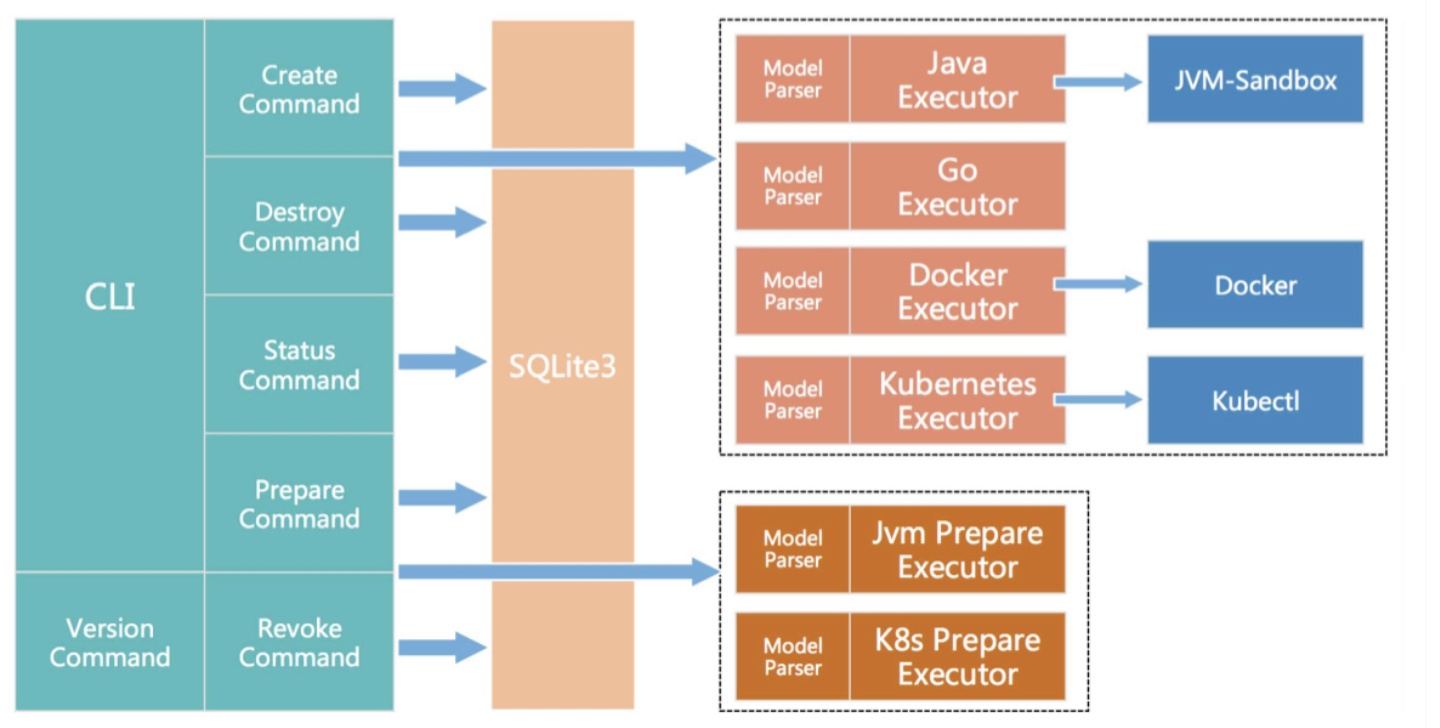 CLI
Create
Command
Destroy
Command
Status
Command
Prepare
Command
Version
Command
Revoke
Command
SQLite3
Model
Parser
Java
Executor
JVM-Sandbox
Model
Parser
Go
Executor
Model
Parser
Docker
Executor
Docker
Model
Parser
Kubernetes
Executor
Kubectl
Model
Parser
Jvm Prepare
Executor
Model
Parser
K8s Prepare
Executor